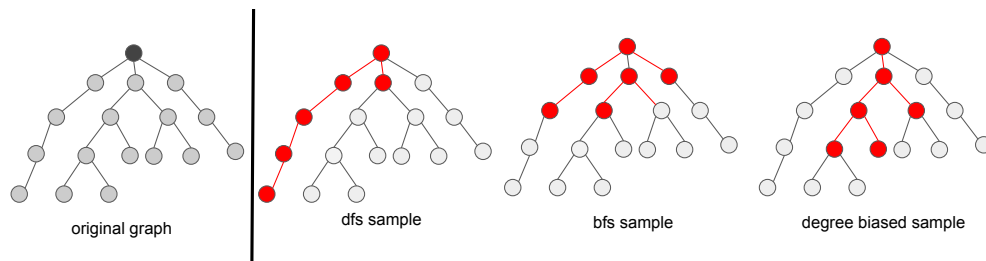 original graph
dfs sample
bfs sample
degree biased sample